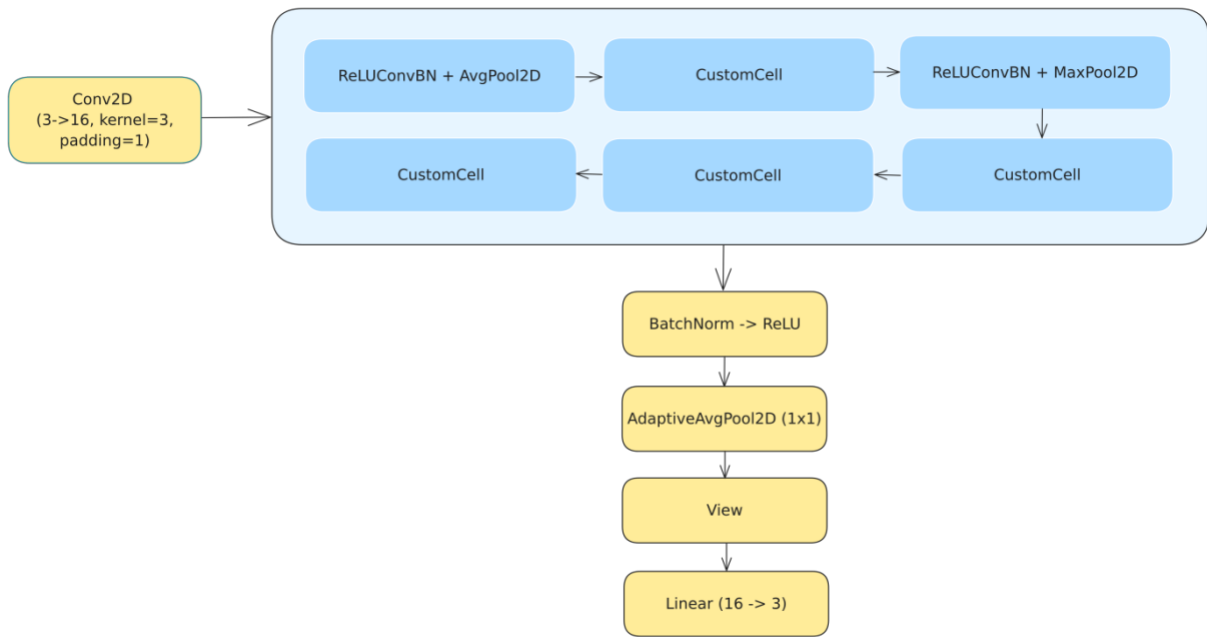 Conv2D
(3->16, kernel=3,
padding=1)
ReLUConvBN + AvgPool2D
CustomCell
ReLUConvBN + MaxPool2D
CustomCell
CustomCell
CustomCell
BatchNorm -> ReLU
AdaptiveAvgPool2D (1x1)
View
Linear (16 -> 3)